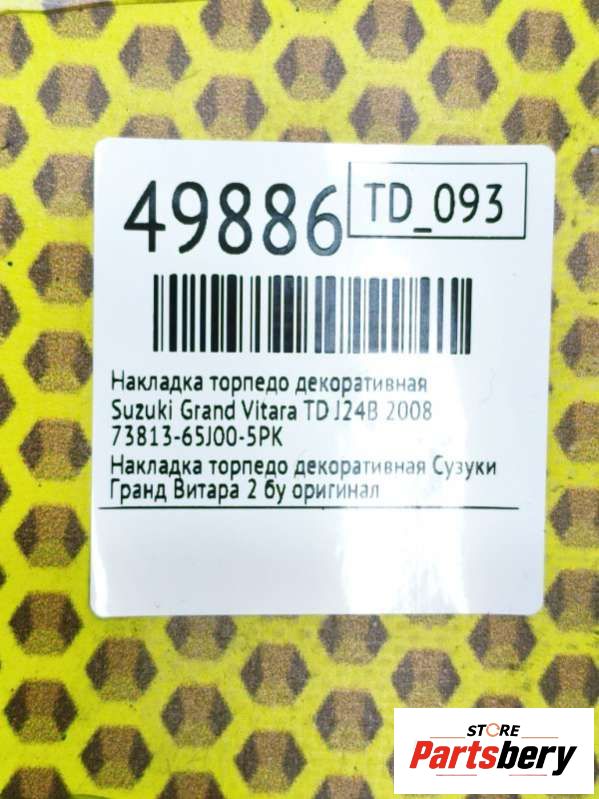 49886 TD_093
Накладка торпедо декоративная
Suzuki Grand Vitara TD J24B 2008
73813-65J00-5PK
Накладка торпедо декоративная Сузуки
Гранд Витара 2 бу оригинал
STORE
Partsbery